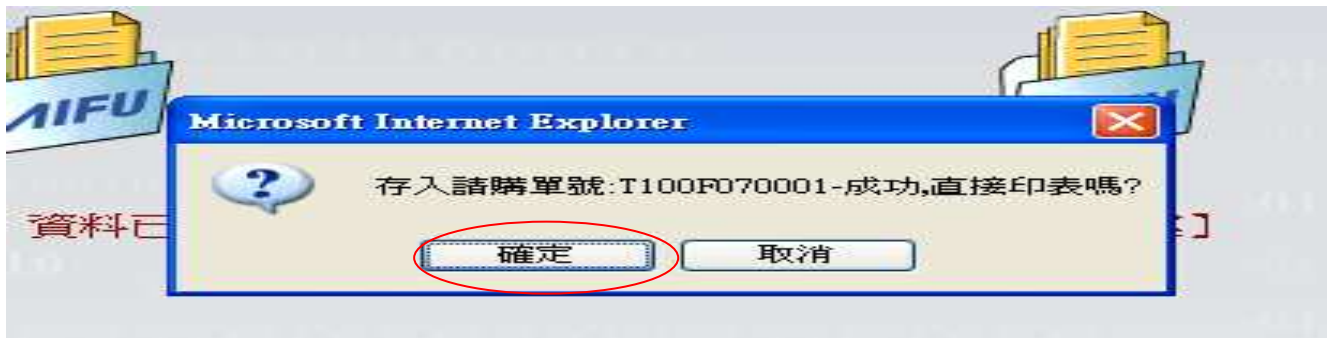 AIFU
Microsoft Internet Explorer
存入請購單號:T100F070001-成功,直接印表嗎?
資料已
確定 取消